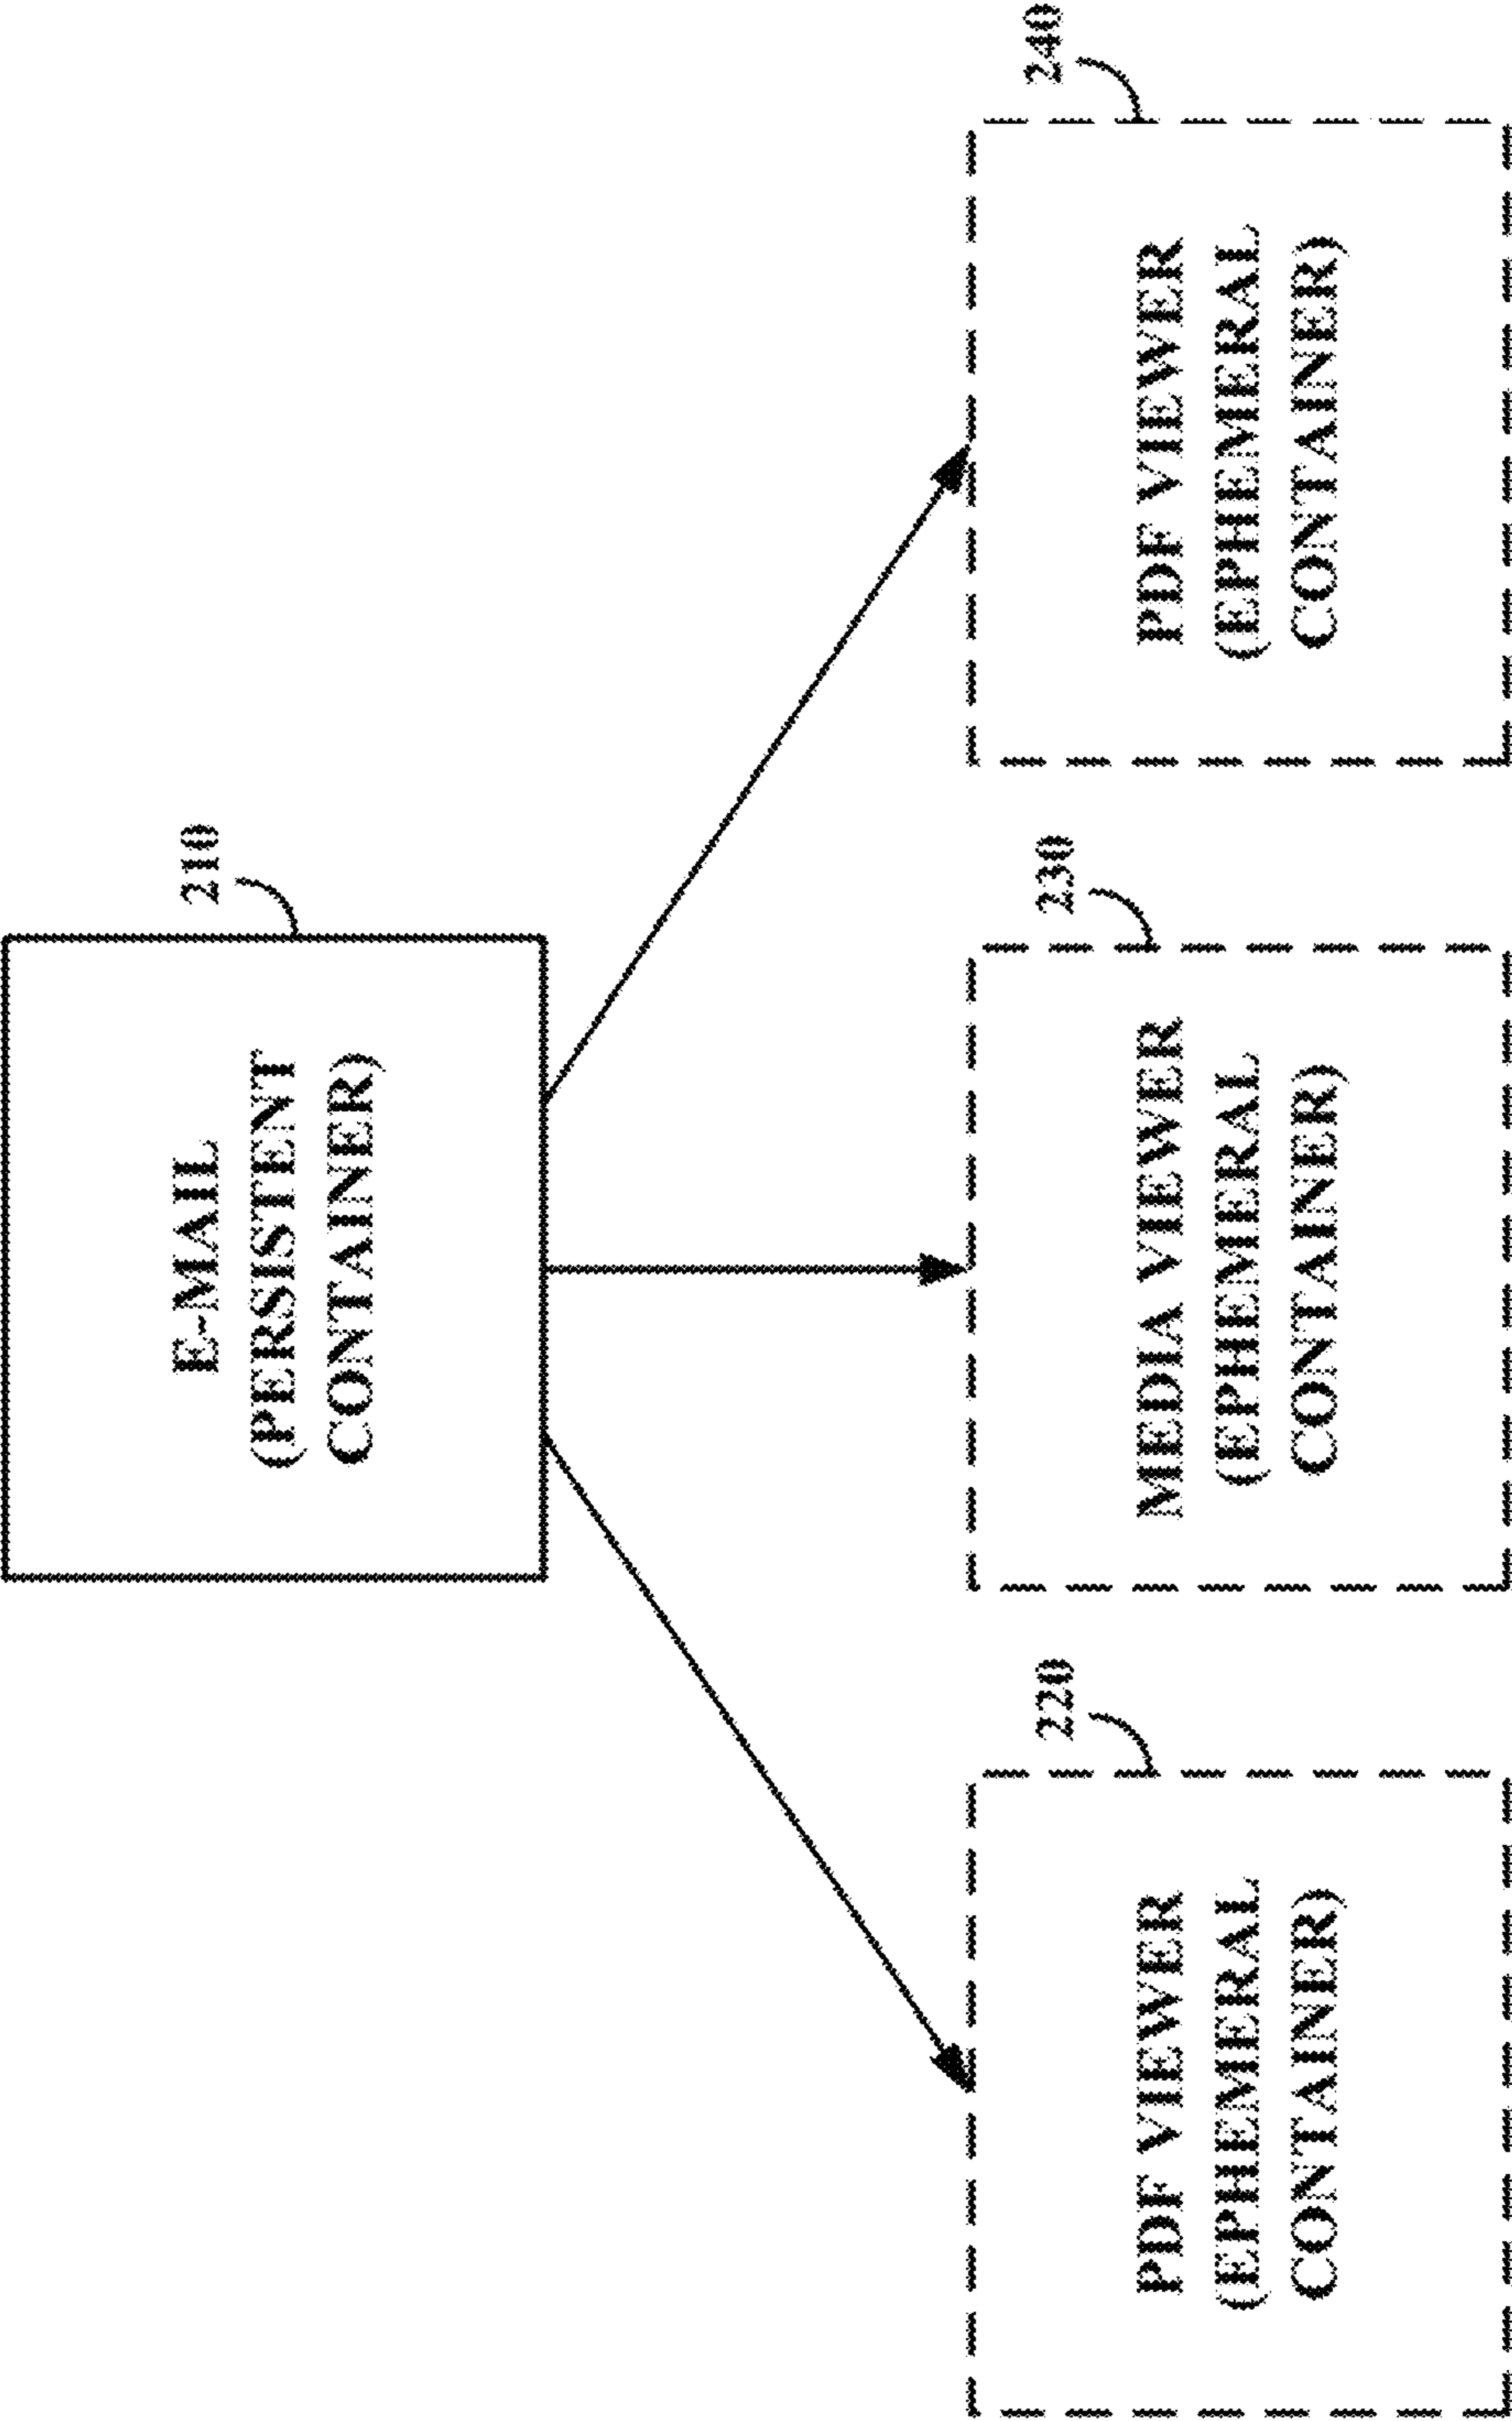 210
E-MAIL
(PERSISTENT
CONTAINER)
220
PDF VIEWER
(EPHEMERAL
CONTAINER)
230
MEDIA VIEWER
(EPHEMERAL
CONTAINER)
240
PDF VIEWER
(EPHEMERAL
CONTAINER)